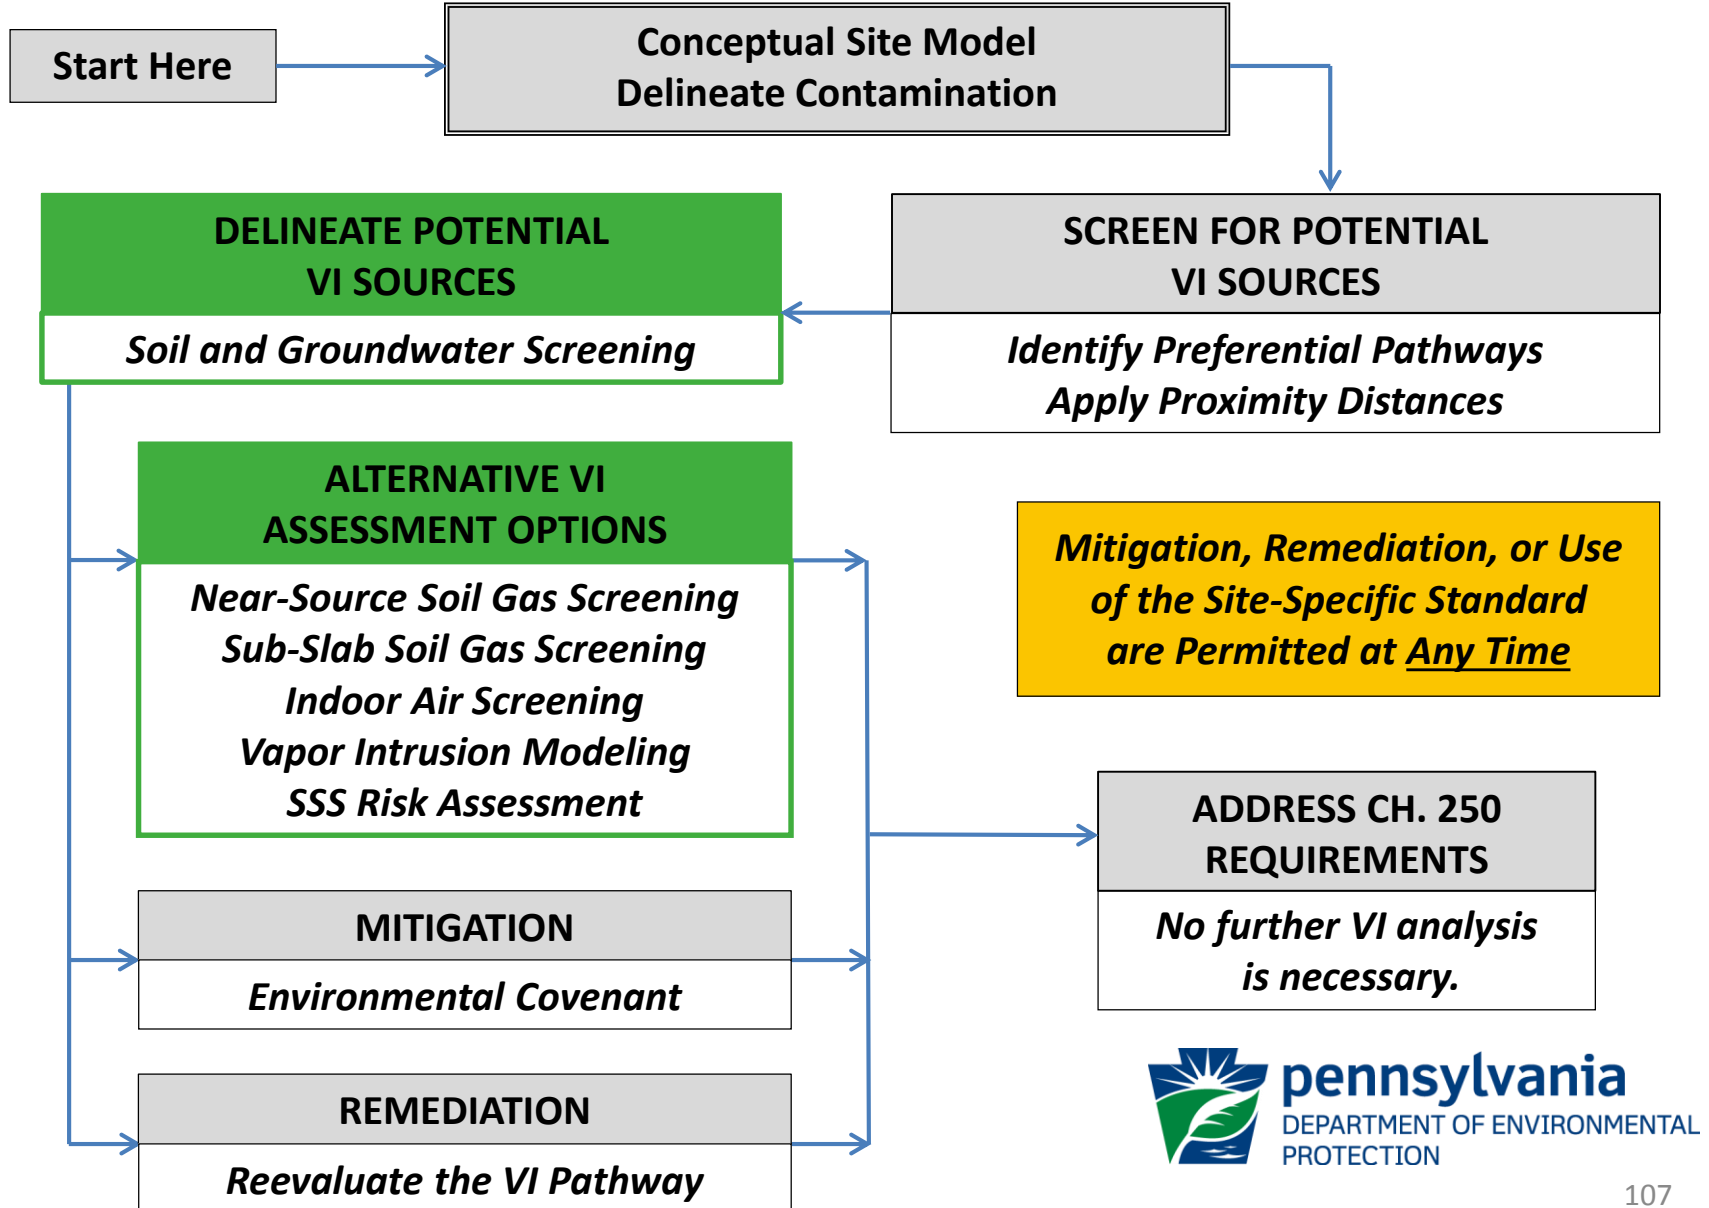 Start Here
Conceptual Site Model
Delineate Contamination
DELINEATE POTENTIAL
VI SOURCES
Soil and Groundwater Screening
SCREEN FOR POTENTIAL
VI SOURCES
Identify Preferential Pathways
Apply Proximity Distances
ALTERNATIVE VI
ASSESSMENT OPTIONS
Near-Source Soil Gas Screening
Sub-Slab Soil Gas Screening
Indoor Air Screening
Vapor Intrusion Modeling
SSS Risk Assessment
Mitigation, Remediation, or Use
of the Site-Specific Standard
are Permitted at Any Time
ADDRESS CH. 250
REQUIREMENTS
No further VI analysis
is necessary.
MITIGATION
Environmental Covenant
REMEDIATION
Reevaluate the VI Pathway
pennsylvania
DEPARTMENT OF ENVIRONMENTAL
PROTECTION
107